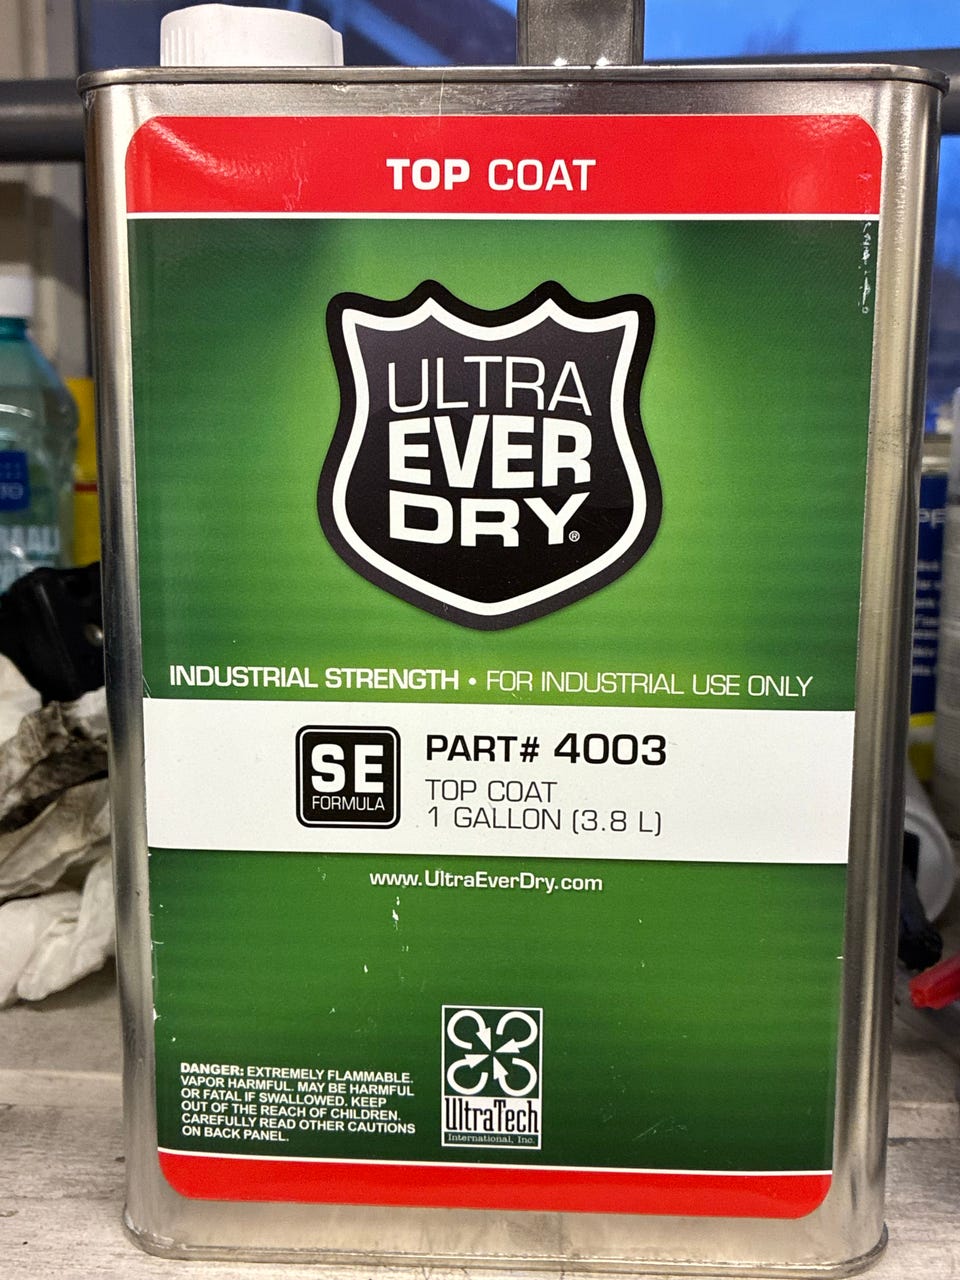 TOP COAT
ULTRA
EVER
DRY®
INDUSTRIAL STRENGTH • FOR INDUSTRIAL USE ONLY
SE
FORMULA
PART# 4003
TOP COAT
1 GALLON (3.8 L)
www.UltraEverDry.com
DANGER: EXTREMELY FLAMMABLE.
VAPOR HARMFUL. MAY BE HARMFUL
OR FATAL IF SWALLOWED. KEEP
OUT OF THE REACH OF CHILDREN.
CAREFULLY READ OTHER CAUTIONS
ON BACK PANEL.
UltraTech
International, Inc.